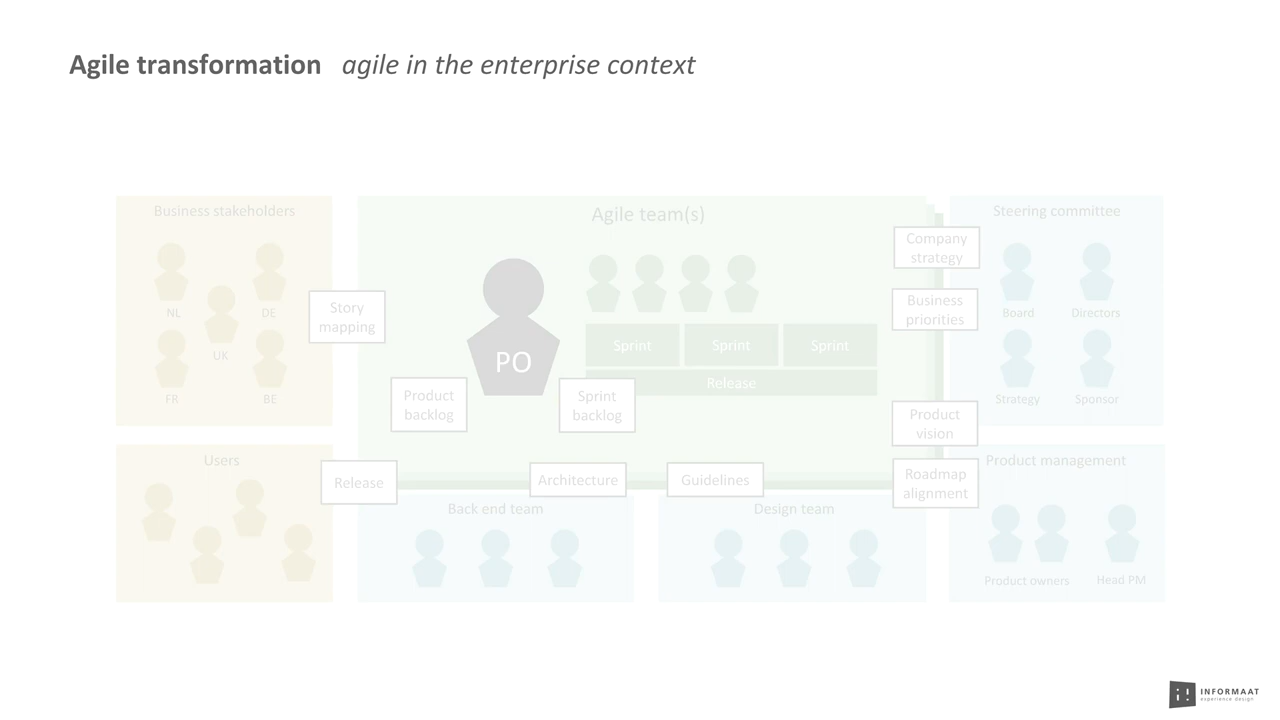 Agile transformation agile in the enterprise context
Business stakeholders
NL
DE
UK
FR
BE
Users
Story
mapping
Release
Agile team(s)
PO
Product
backlog
Sprint
backlog
Sprint
Sprint
Sprint
Release
Architecture
Guidelines
Back end team
Design team
Company
strategy
Business
priorities
Product
vision
Roadmap
alignment
Steering committee
Board
Directors
Strategy
Sponsor
Product management
Product owners
Head PM
i!
INFORMAAT
experience design